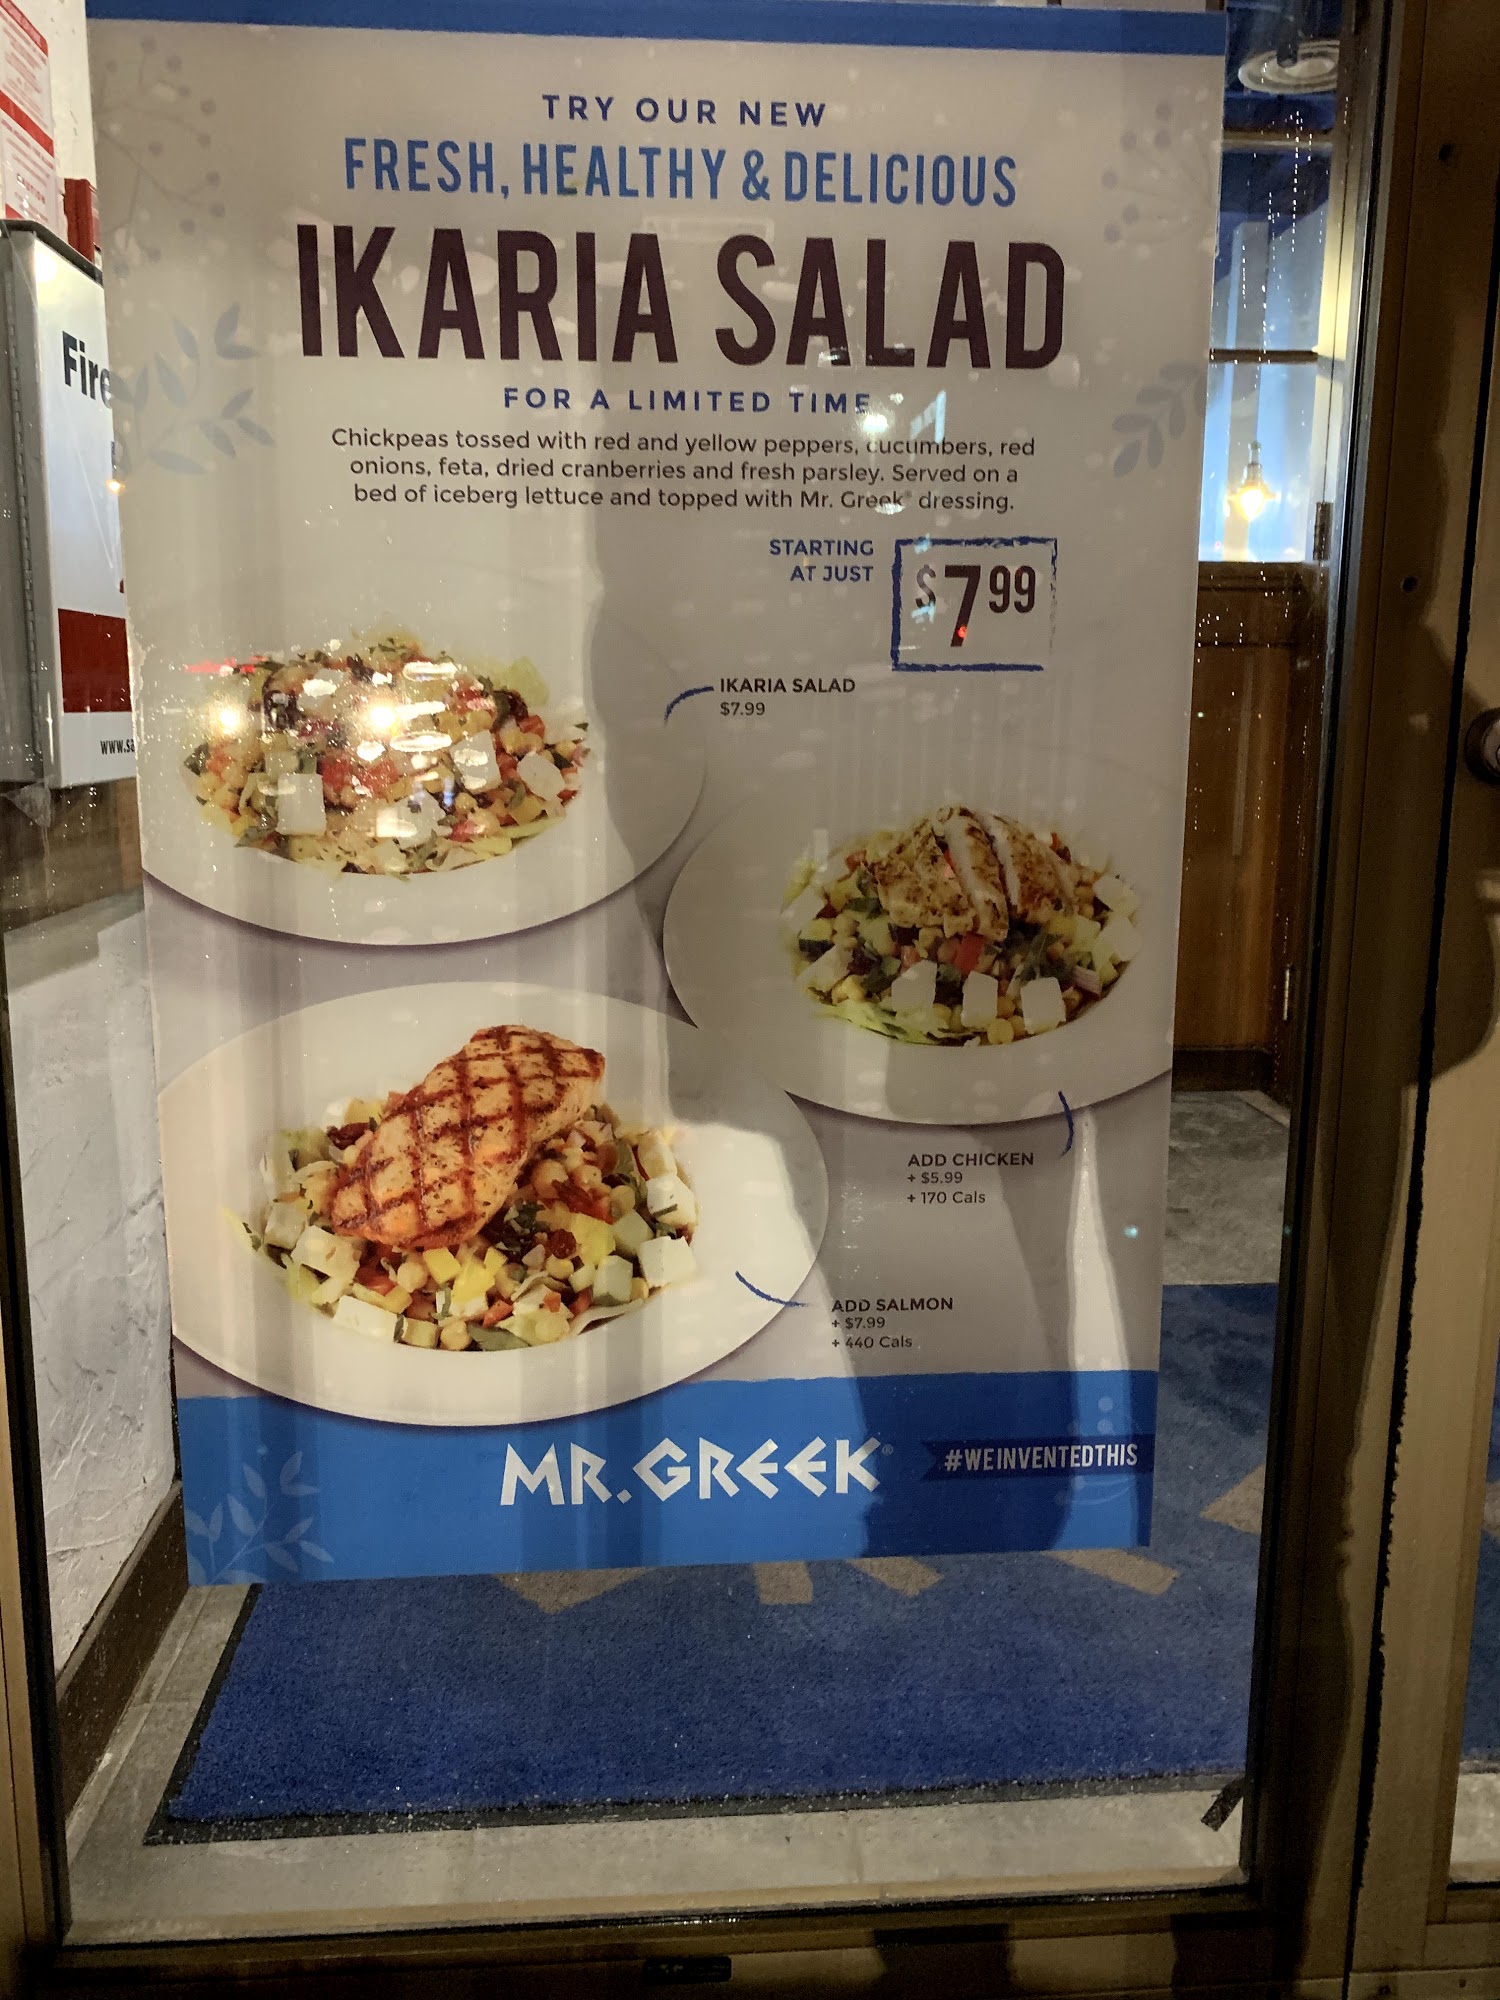 TRY OUR NEW
FRESH, HEALTHY & DELICIOUS
IKARIA SALAD
FOR A LIMITED TIME
Chickpeas tossed with red and yellow peppers, cucumbers, red
onions, feta, dried cranberries and fresh parsley. Served on a
bed of iceberg lettuce and topped with Mr. Greek® dressing.
STARTING
AT JUST
$7.99
IKARIA SALAD
$7.99
ADD CHICKEN
+ $5.99
+ 170 Cals
ADD SALMON
+ $7.99
+ 440 Cals
MR. GREEK®
#WEINVENTEDTHIS
Fire
www.sa